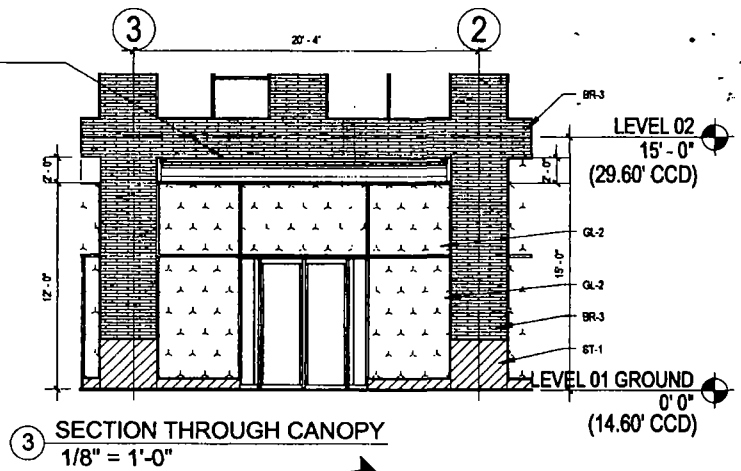 3
20'-4"
2
BR-3
LEVEL 02
15'-0"
(29.60' CCD)
2'-0"
2'-0"
GL-2
15'-0"
GL-2
12'-0"
BR-3
ST-1
LEVEL 01 GROUND
0' 0"
(14.60' CCD)
3 SECTION THROUGH CANOPY
1/8" = 1'-0"